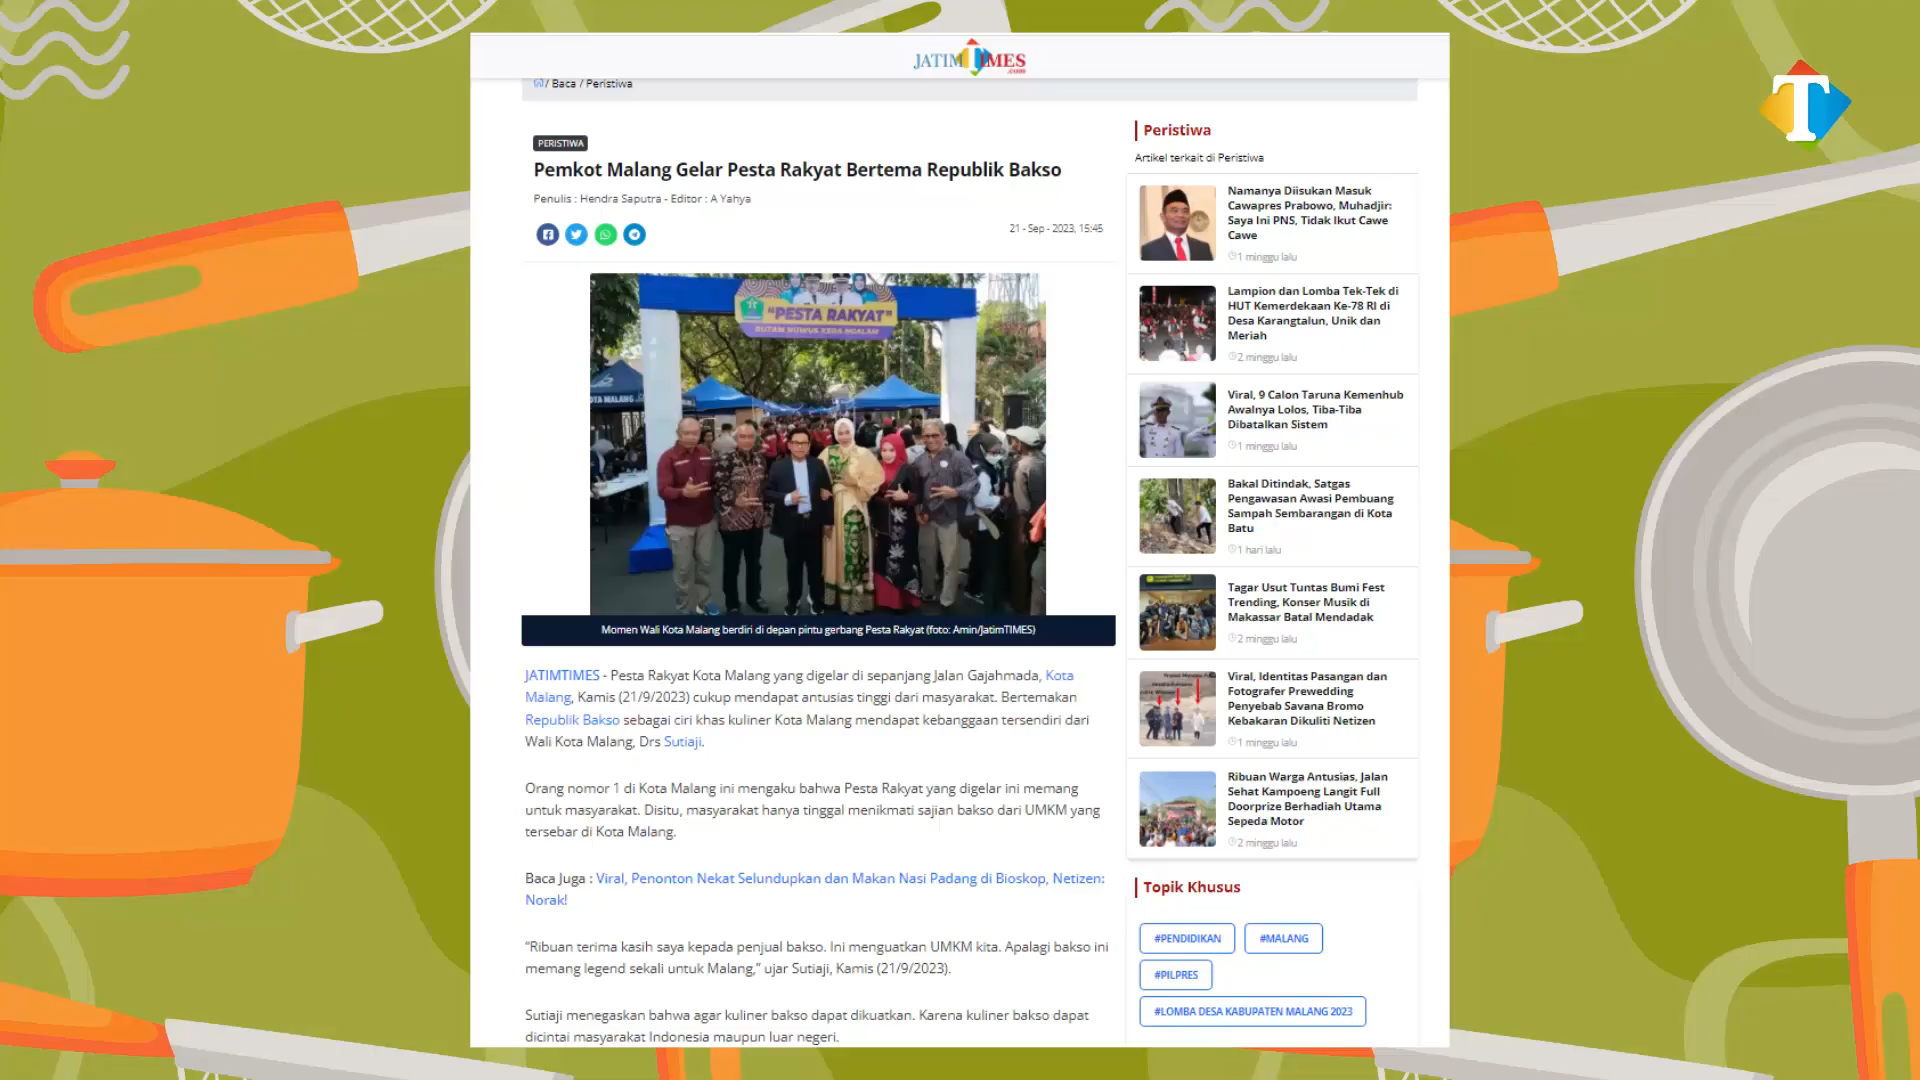 JATIMTIMES
.com
T
/ Baca / Peristiwa
PERISTIWA
Pemkot Malang Gelar Pesta Rakyat Bertema Republik Bakso
Penulis : Hendra Saputra - Editor : A Yahya
21 - Sep - 2023, 15:45
"PESTA RAKYAT"
OTA MALANG
Momen Wali Kota Malang berdiri di depan pintu gerbang Pesta Rakyat (foto: Amin/JatimTIMES)
JATIMTIMES - Pesta Rakyat Kota Malang yang digelar di sepanjang Jalan Gajahmada, Kota
Malang, Kamis (21/9/2023) cukup mendapat antusias tinggi dari masyarakat. Bertemakan
Republik Bakso sebagai ciri khas kuliner Kota Malang mendapat kebanggaan tersendiri dari
Wali Kota Malang, Drs Sutiaji.
Orang nomor 1 di Kota Malang ini mengaku bahwa Pesta Rakyat yang digelar ini memang
untuk masyarakat. Disitu, masyarakat hanya tinggal menikmati sajian bakso dari UMKM yang
tersebar di Kota Malang.
Baca Juga : Viral, Penonton Nekat Selundupkan dan Makan Nasi Padang di Bioskop, Netizen:
Norak!
"Ribuan terima kasih saya kepada penjual bakso. Ini menguatkan UMKM kita. Apalagi bakso ini
memang legend sekali untuk Malang," ujar Sutiaji, Kamis (21/9/2023).
Sutiaji menegaskan bahwa agar kuliner bakso dapat dikuatkan. Karena kuliner bakso dapat
dicintai masyarakat Indonesia maupun luar negeri.
Peristiwa
Artikel terkait di Peristiwa
Namanya Diisukan Masuk
Cawapres Prabowo, Muhadjir:
Saya Ini PNS, Tidak Ikut Cawe
Cawe
1 minggu lalu
Lampion dan Lomba Tek-Tek di
HUT Kemerdekaan Ke-78 RI di
Desa Karangtalun, Unik dan
Meriah
2 minggu lalu
Viral, 9 Calon Taruna Kemenhub
Awalnya Lolos, Tiba-Tiba
Dibatalkan Sistem
1 minggu lalu
Bakal Ditindak, Satgas
Pengawasan Awasi Pembuang
Sampah Sembarangan di Kota
Batu
1 hari lalu
Tagar Usut Tuntas Bumi Fest
Trending, Konser Musik di
Makassar Batal Mendadak
2 minggu lalu
Viral, Identitas Pasangan dan
Fotografer Prewedding
Penyebab Savana Bromo
Kebakaran Dikuliti Netizen
1 minggu lalu
Ribuan Warga Antusias, Jalan
Sehat Kampoeng Langit Full
Doorprize Berhadiah Utama
Sepeda Motor
2 minggu lalu
Topik Khusus
#PENDIDIKAN
#MALANG
#PILPRES
#LOMBA DESA KABUPATEN MALANG 2023